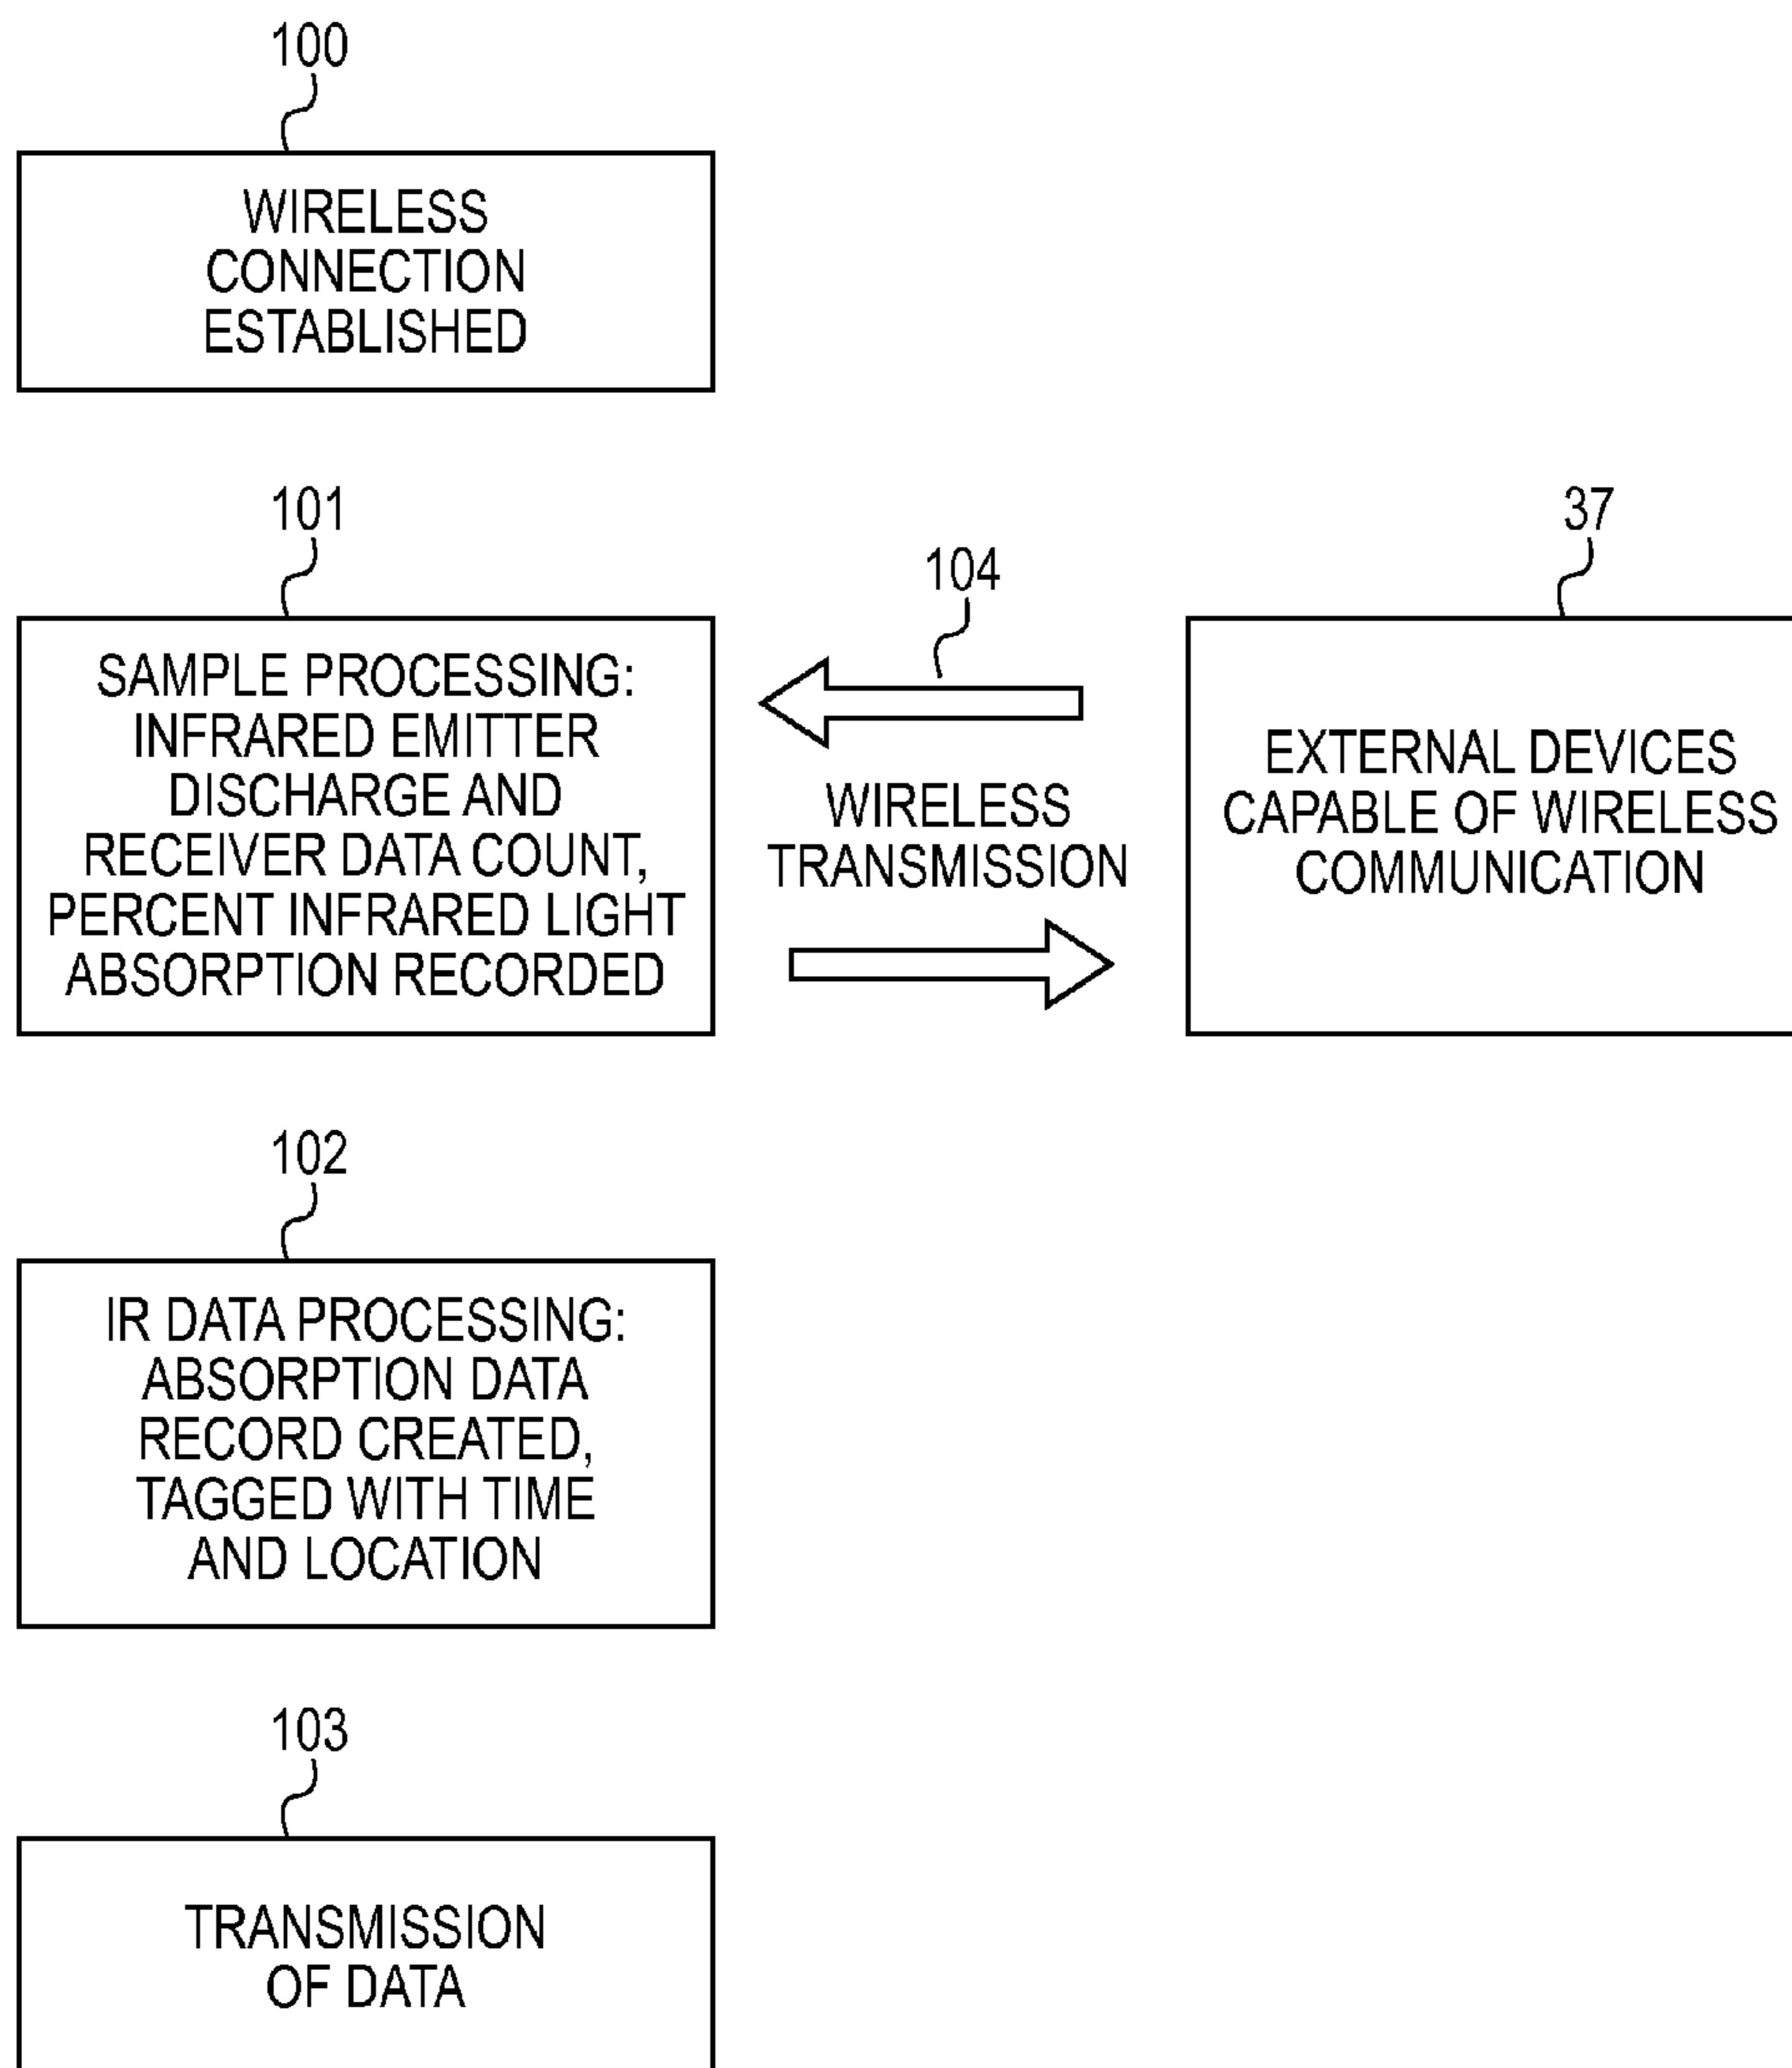 100
WIRELESS
CONNECTION
ESTABLISHED
101
SAMPLE PROCESSING:
INFRARED EMITTER
DISCHARGE AND
RECEIVER DATA COUNT,
PERCENT INFRARED LIGHT
ABSORPTION RECORDED
104
WIRELESS
TRANSMISSION
37
EXTERNAL DEVICES
CAPABLE OF WIRELESS
COMMUNICATION
102
IR DATA PROCESSING:
ABSORPTION DATA
RECORD CREATED,
TAGGED WITH TIME
AND LOCATION
103
TRANSMISSION
OF DATA